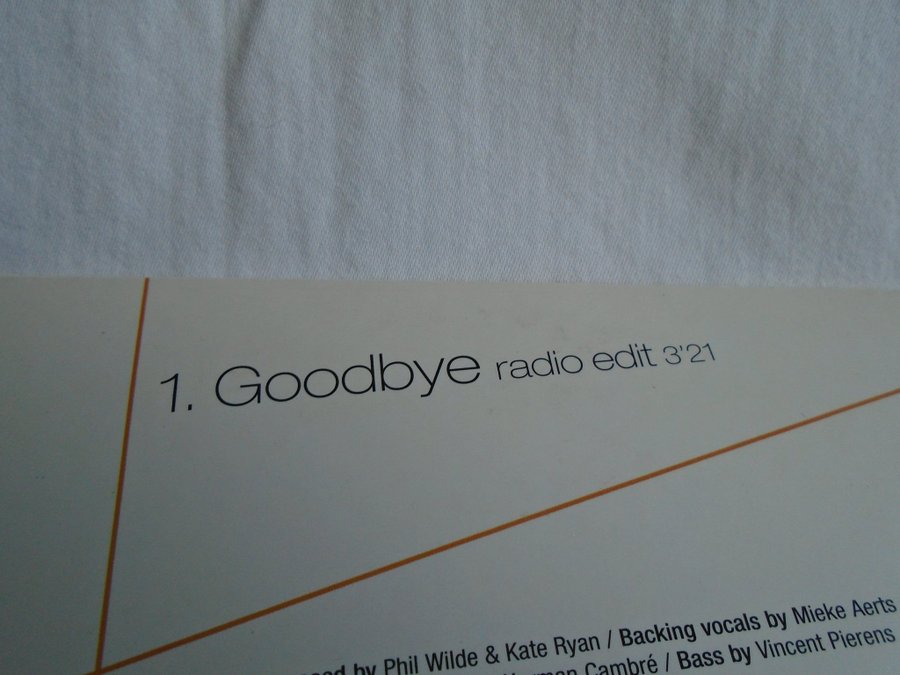 1. Goodbye radio edit 3'21
by Phil Wilde & Kate Ryan / Backing vocals by Mieke Aerts
Cambré / Bass by Vincent Pierens